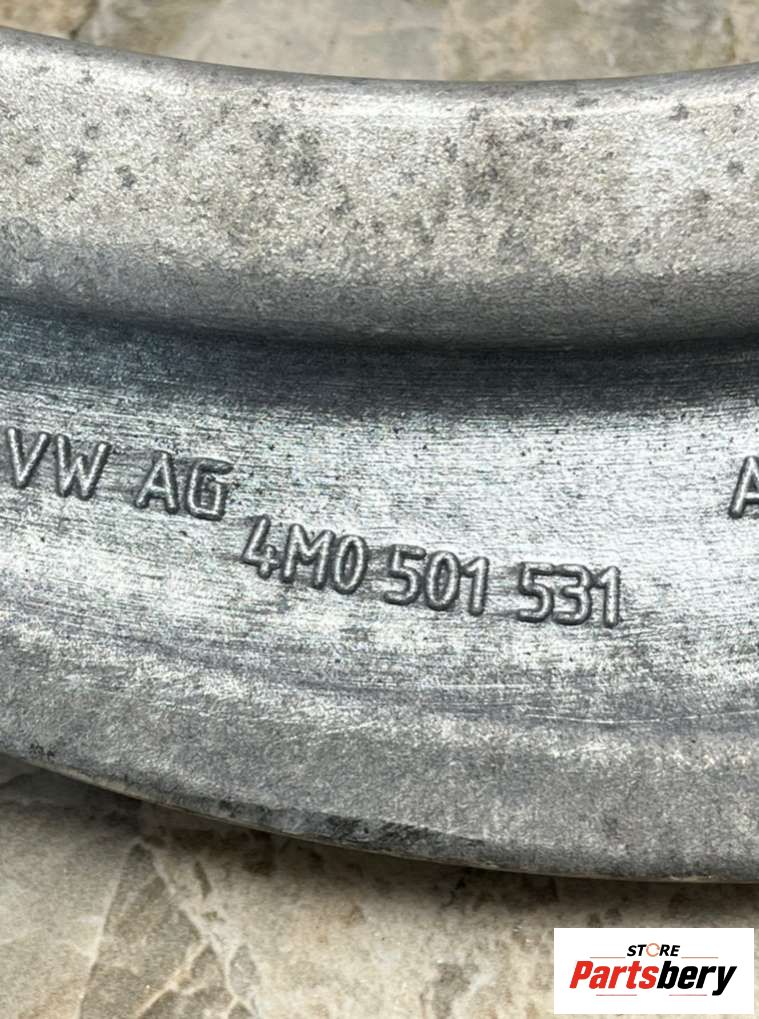 VW AG
4M0 501 531
A
STORE
Partsbery